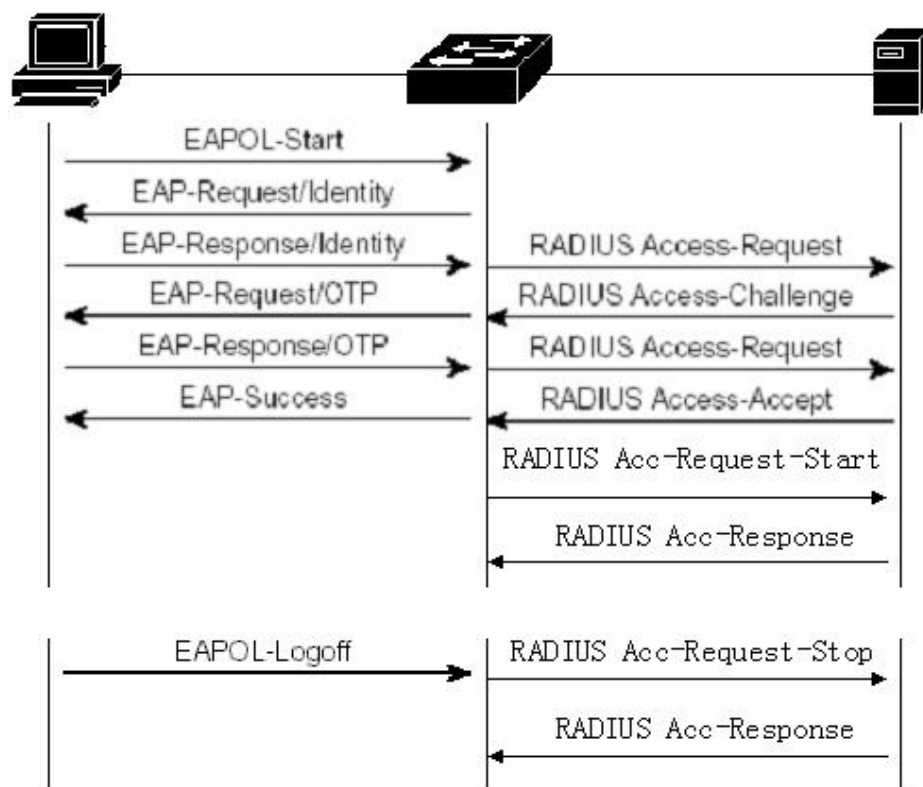 EAPOL-Start
EAP-Request/Identity
EAP-Response/Identity
RADIUS Access-Request
EAP-Request/OTP
RADIUS Access-Challenge
EAP-Response/OTP
RADIUS Access-Request
EAP-Success
RADIUS Access-Accept
RADIUS Acc-Request-Start
RADIUS Acc-Response
EAPOL-Logoff
RADIUS Acc-Request-Stop
RADIUS Acc-Response